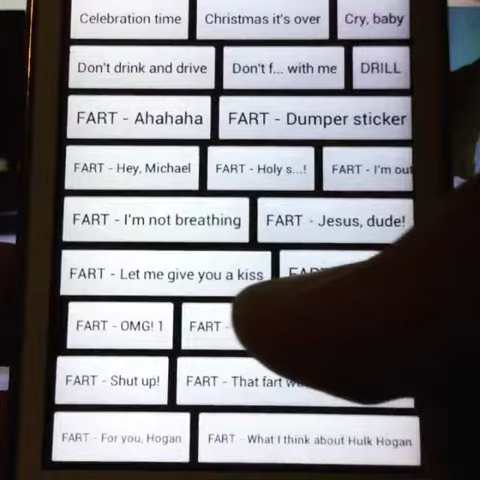 Celebration time
Christmas it's over
Cry, baby
Don't drink and drive
Don't f... with me
DRILL
FART - Ahahaha
FART - Dumper sticker
FART - Hey, Michael
FART - Holy s...!
FART - I'm out
FART - I'm not breathing
FART - Jesus, dude!
FART - Let me give you a kiss
FART - OMG! 1
FART -
FART - Shut up!
FART - That fart
FART - For you, Hogan
FART - What I think about Hulk Hogan